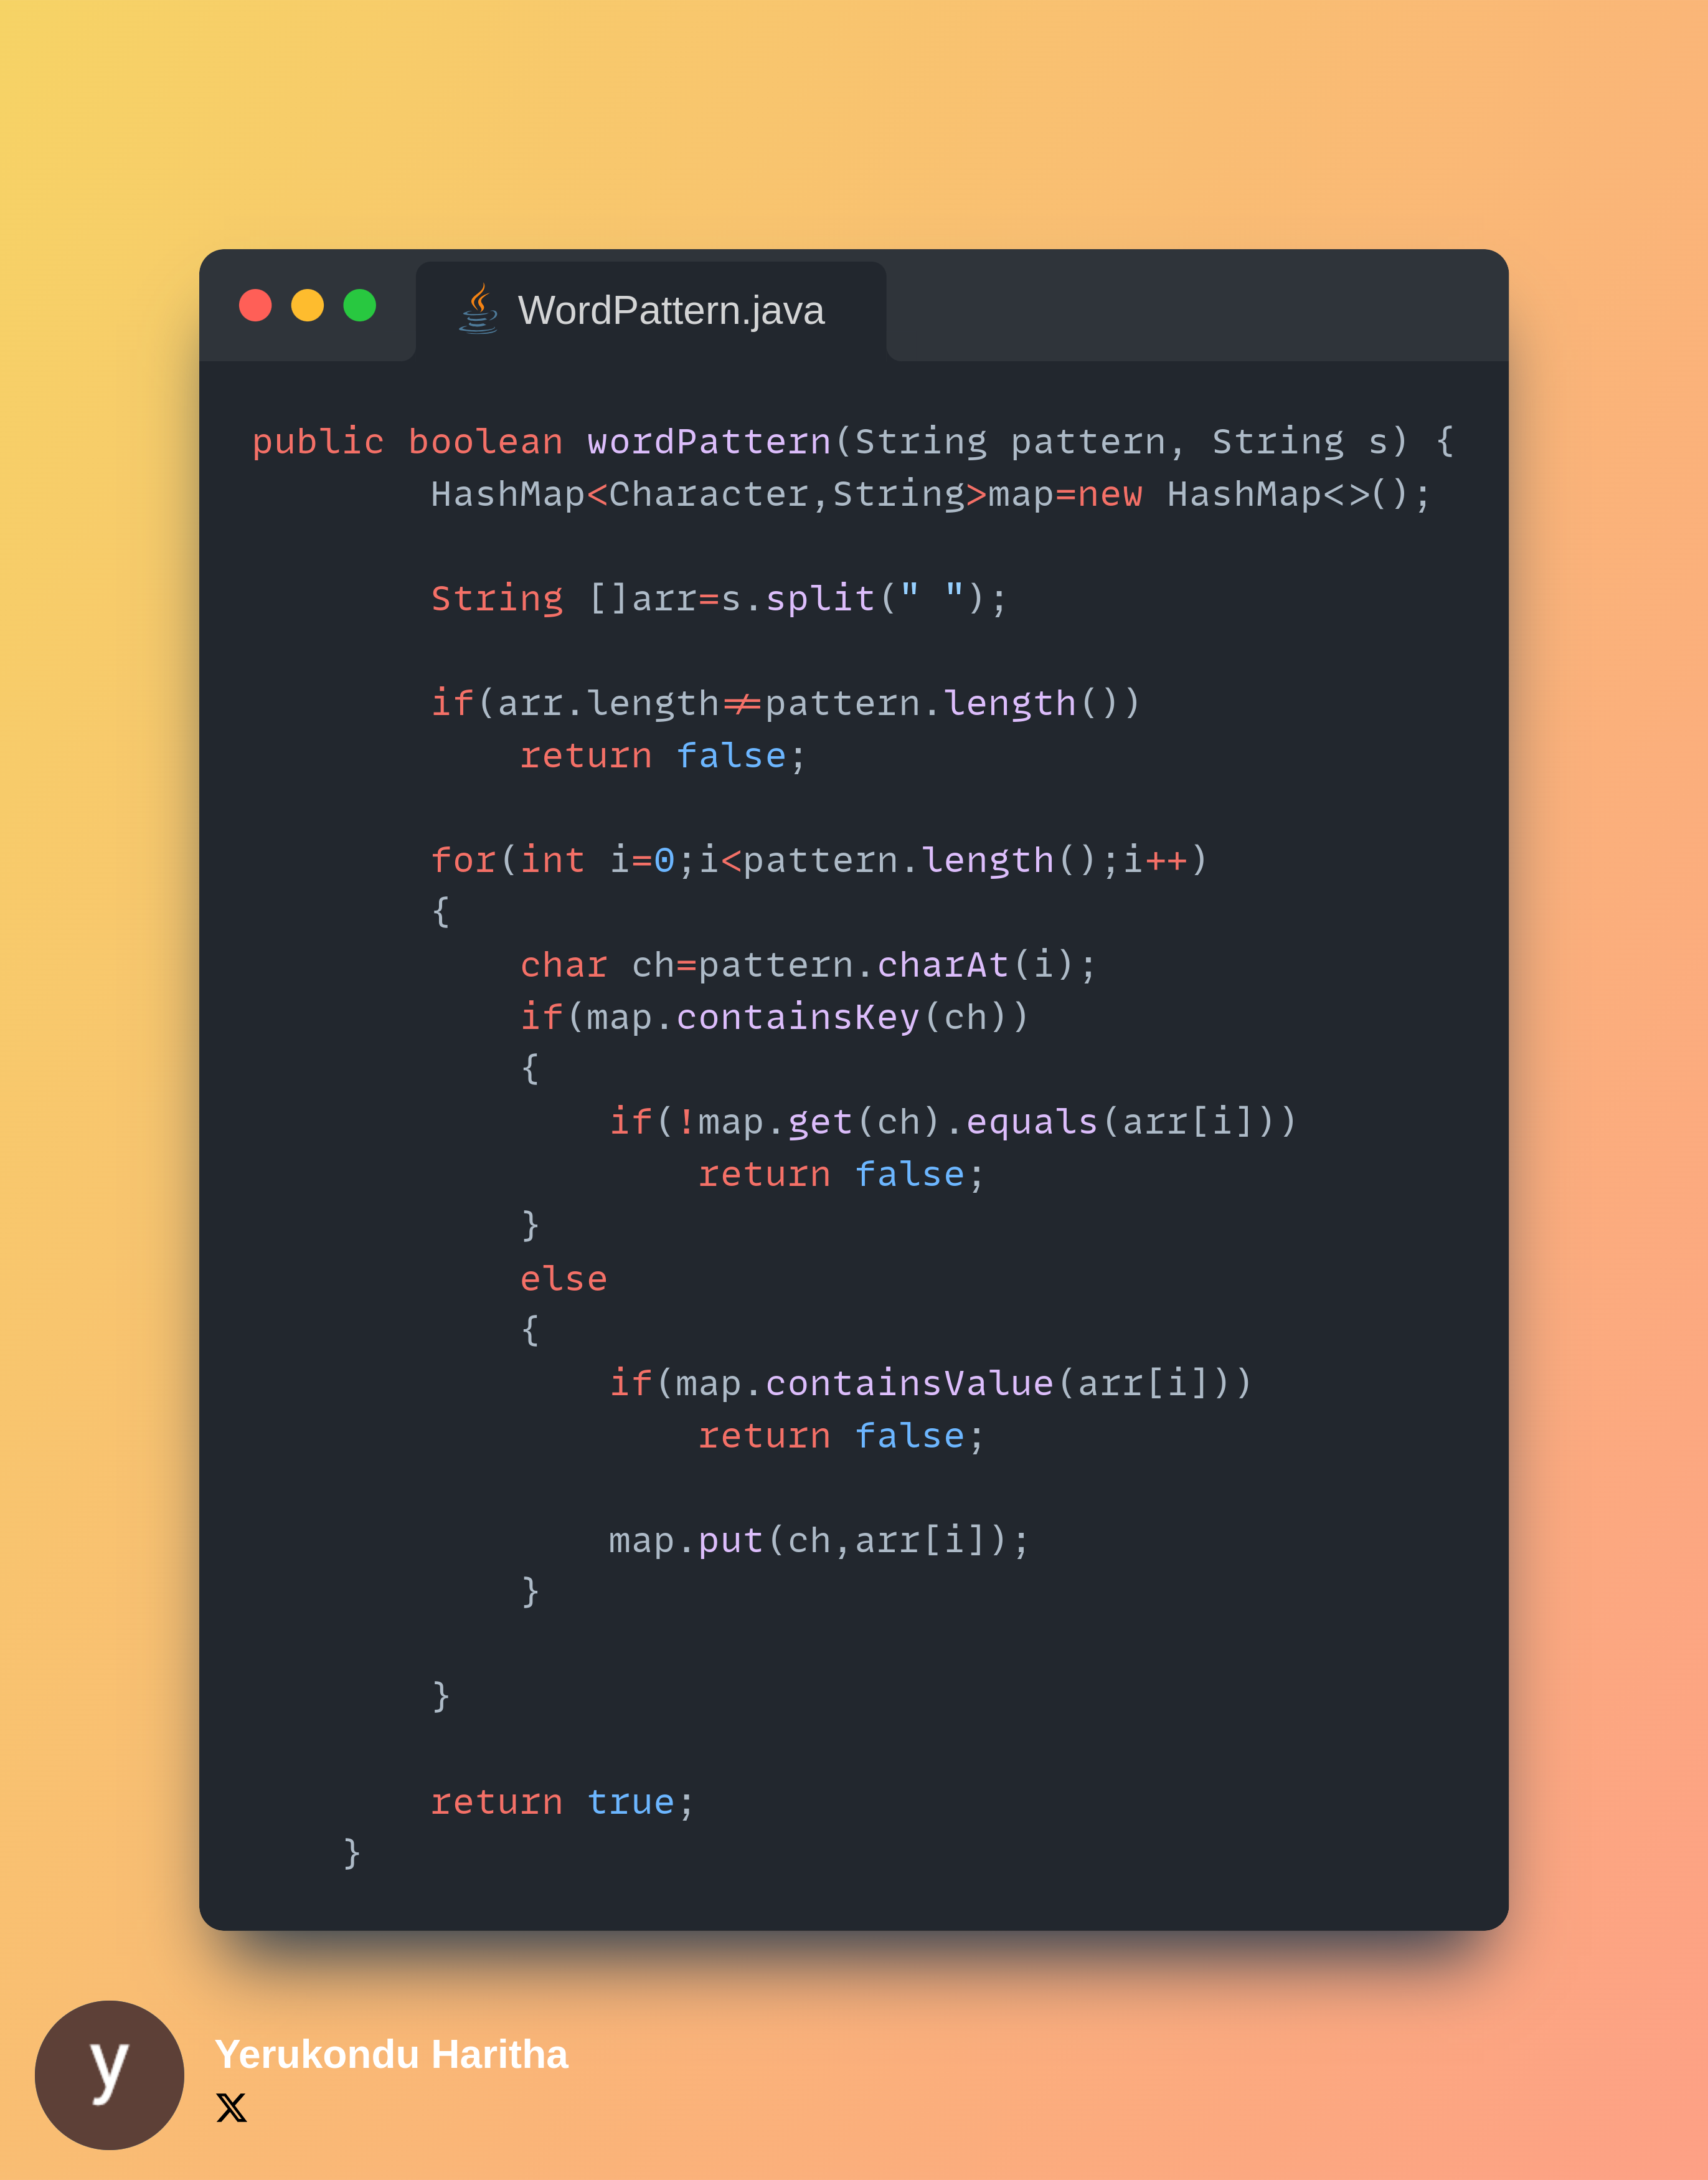 WordPattern.java
public boolean wordPattern(String pattern, String s) {
        HashMap<Character,String>map=new HashMap<>();

        String []arr=s.split(" ");

        if(arr.length!=pattern.length())
            return false;

        for(int i=0;i<pattern.length();i++)
        {
            char ch=pattern.charAt(i);
            if(map.containsKey(ch))
            {
                if(!map.get(ch).equals(arr[i]))
                    return false;
            }
            else
            {
                if(map.containsValue(arr[i]))
                    return false;

                map.put(ch,arr[i]);
            }

        }

        return true;
    }
y
Yerukondu Haritha